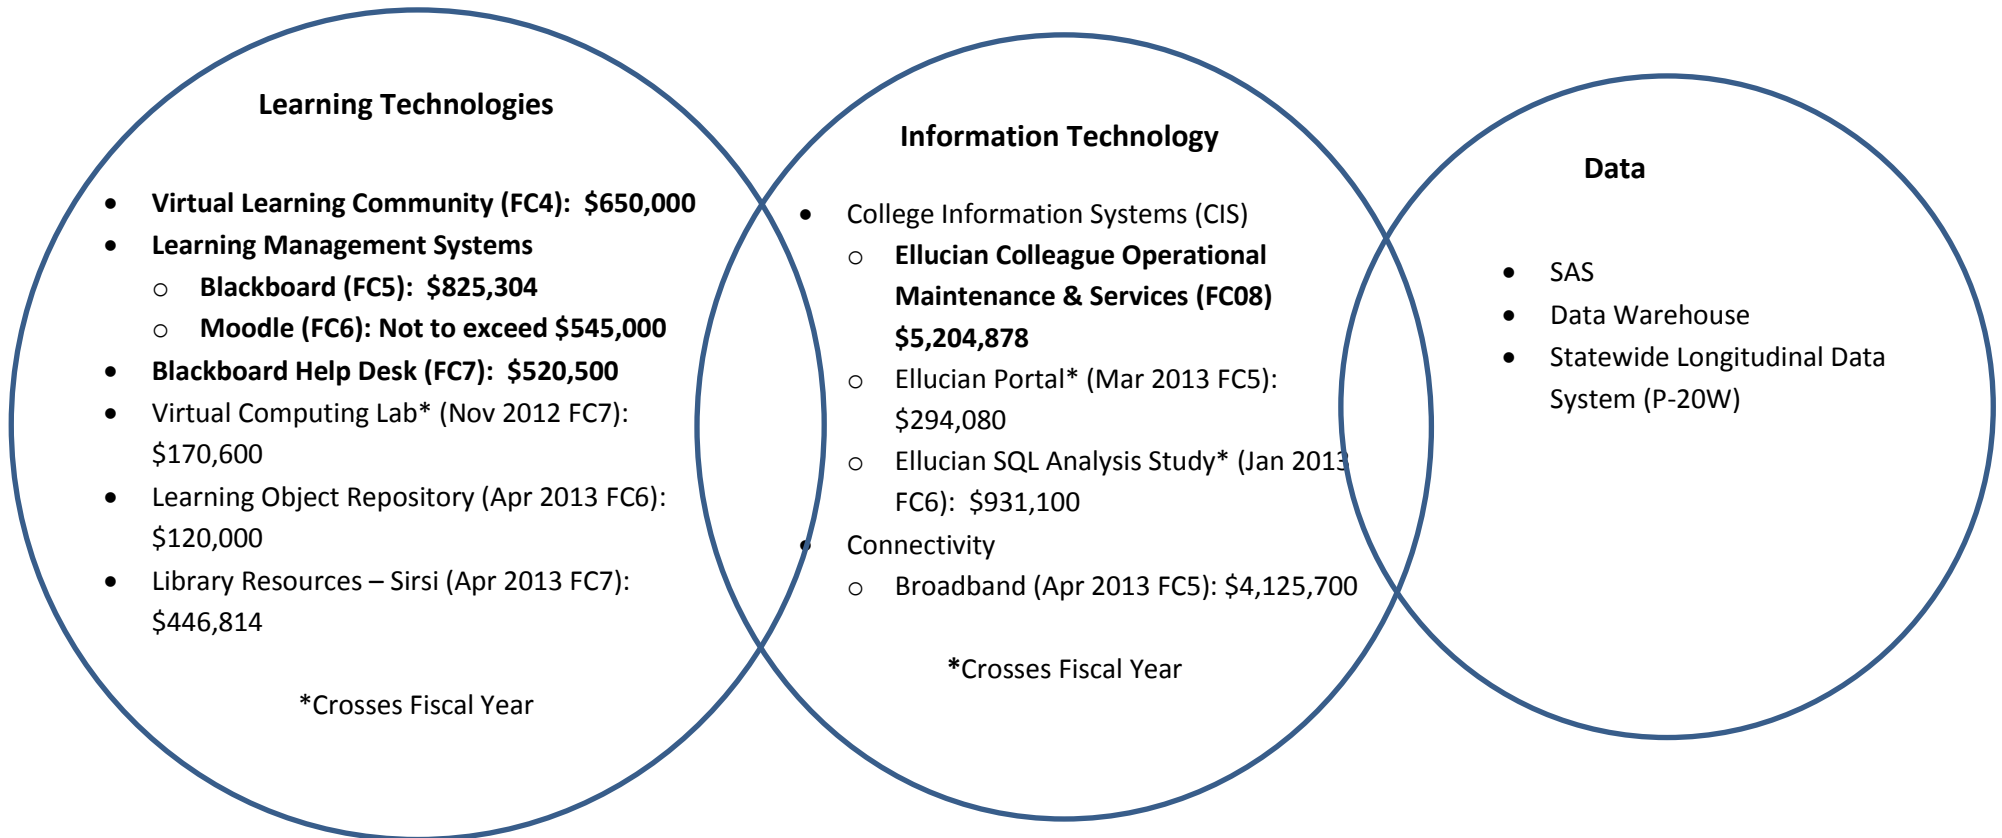 Learning Technologies
• Virtual Learning Community (FC4): $650,000
• Learning Management Systems
o Blackboard (FC5): $825,304
o Moodle (FC6): Not to exceed $545,000
• Blackboard Help Desk (FC7): $520,500
• Virtual Computing Lab* (Nov 2012 FC7):
$170,600
• Learning Object Repository (Apr 2013 FC6):
$120,000
• Library Resources – Sirsi (Apr 2013 FC7):
$446,814
*Crosses Fiscal Year
Information Technology
• College Information Systems (CIS)
o Ellucian Colleague Operational
Maintenance & Services (FC08)
$5,204,878
o Ellucian Portal* (Mar 2013 FC5):
$294,080
o Ellucian SQL Analysis Study* (Jan 2013
FC6): $931,100
• Connectivity
o Broadband (Apr 2013 FC5): $4,125,700
*Crosses Fiscal Year
Data
• SAS
• Data Warehouse
• Statewide Longitudinal Data
System (P-20W)